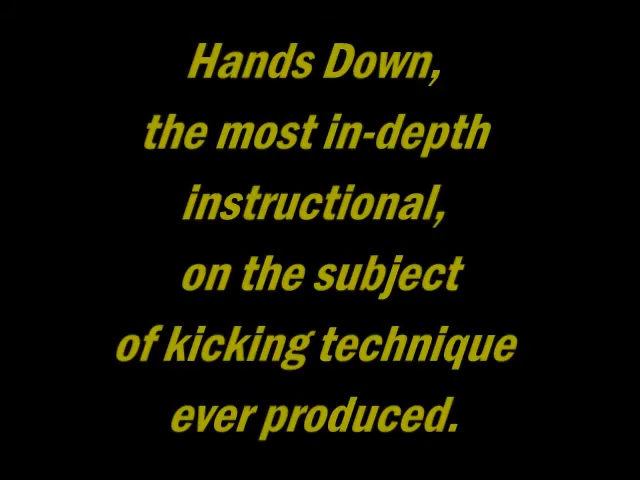 Hands Down,
the most in-depth
instructional,
on the subject
of kicking technique
ever produced.